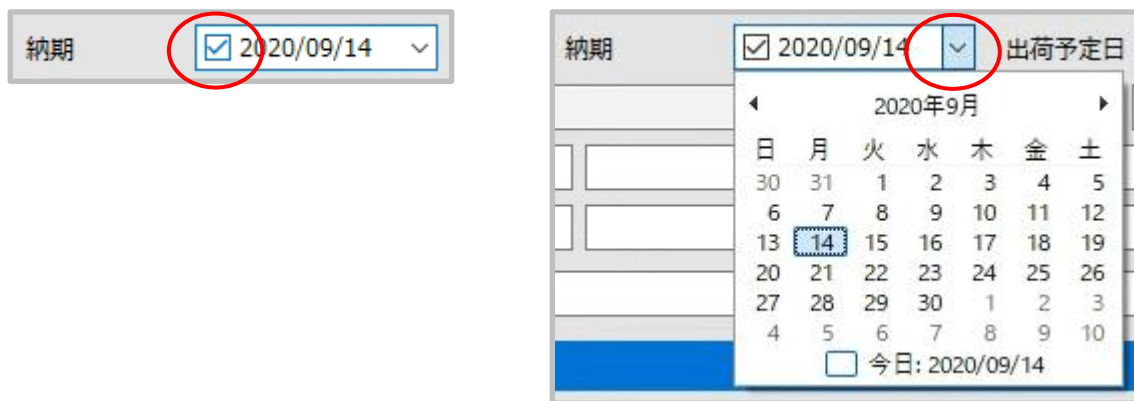 納期 2020/09/14
納期 2020/09/14 出荷予定日
2020年9月
日 月 火 水 木 金 土
30 31 1 2 3 4 5
6 7 8 9 10 11 12
13 14 15 16 17 18 19
20 21 22 23 24 25 26
27 28 29 30 1 2 3
4 5 6 7 8 9 10
今日: 2020/09/14